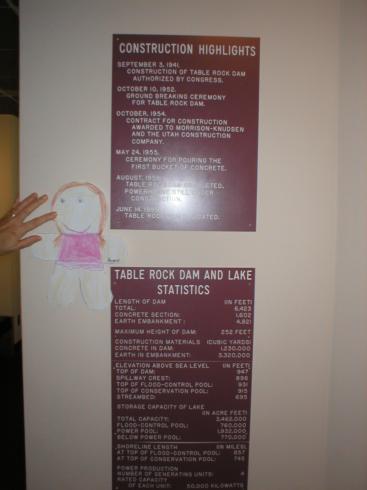 CONSTRUCTION HIGHLIGHTS
SEPTEMBER 3, 1941.
CONSTRUCTION OF TABLE ROCK DAM
AUTHORIZED BY CONGRESS.
OCTOBER 10, 1952.
GROUND BREAKING CEREMONY
FOR TABLE ROCK DAM.
OCTOBER, 1954.
CONTRACT FOR CONSTRUCTION
AWARDED TO MORRISON-KNUDSEN
AND THE UTAH CONSTRUCTION
COMPANY.
MAY 24, 1955.
CEREMONY FOR POURING THE
FIRST BUCKET OF CONCRETE.
AUGUST,
TABLE
STILL UNDER
JUNE 14,
TABLE ROCK
TABLE ROCK DAM AND LAKE
STATISTICS
LENGTH OF DAM (IN FEET)
TOTAL: 6,423
CONCRETE SECTION: 1,602
EARTH EMBANKMENT: 4,821
MAXIMUM HEIGHT OF DAM: 252 FEET
CONSTRUCTION MATERIALS (CUBIC YARDS)
CONCRETE IN DAM: 1,230,000
EARTH IN EMBANKMENT: 3,320,000
ELEVATION ABOVE SEA LEVEL (IN FEET)
TOP OF DAM: 947
SPILLWAY CREST: 896
TOP OF FLOOD-CONTROL POOL: 931
TOP OF CONSERVATION POOL: 915
STREAMBED: 695
STORAGE CAPACITY OF LAKE
(IN ACRE FEET)
TOTAL CAPACITY: 3,462,000
FLOOD-CONTROL POOL: 760,000
POWER POOL: 1,932,000
BELOW POWER POOL: 770,000
SHORELINE LENGTH (IN MILES)
AT TOP OF FLOOD-CONTROL POOL: 857
AT TOP OF CONSERVATION POOL: 745
POWER PRODUCTION
NUMBER OF GENERATING UNITS: 4
RATED CAPACITY
OF EACH UNIT: 50,000 KILOWATTS